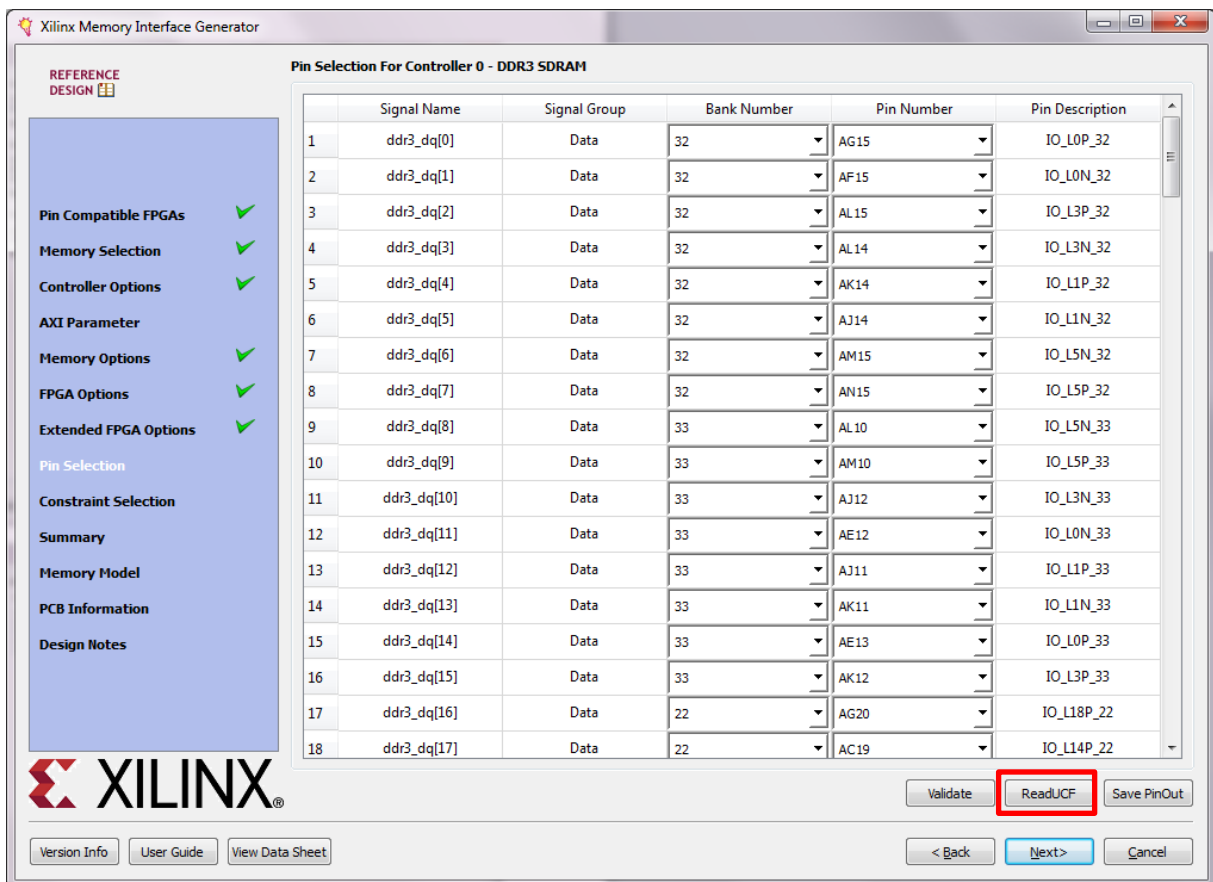 Xilinx Memory Interface Generator
REFERENCE
DESIGN
Pin Compatible FPGAs
Memory Selection
Controller Options
AXI Parameter
Memory Options
FPGA Options
Extended FPGA Options
Pin Selection
Constraint Selection
Summary
Memory Model
PCB Information
Design Notes
XILINX®
Pin Selection For Controller 0 - DDR3 SDRAM
Signal Name Signal Group Bank Number Pin Number Pin Description
1 ddr3_dq[0] Data 32 AG15 IO_L0P_32
2 ddr3_dq[1] Data 32 AF15 IO_L0N_32
3 ddr3_dq[2] Data 32 AL15 IO_L3P_32
4 ddr3_dq[3] Data 32 AL14 IO_L3N_32
5 ddr3_dq[4] Data 32 AK14 IO_L1P_32
6 ddr3_dq[5] Data 32 AJ14 IO_L1N_32
7 ddr3_dq[6] Data 32 AM15 IO_L5N_32
8 ddr3_dq[7] Data 32 AN15 IO_L5P_32
9 ddr3_dq[8] Data 33 AL10 IO_L5N_33
10 ddr3_dq[9] Data 33 AM10 IO_L5P_33
11 ddr3_dq[10] Data 33 AJ12 IO_L3N_33
12 ddr3_dq[11] Data 33 AE12 IO_L0N_33
13 ddr3_dq[12] Data 33 AJ11 IO_L1P_33
14 ddr3_dq[13] Data 33 AK11 IO_L1N_33
15 ddr3_dq[14] Data 33 AE13 IO_L0P_33
16 ddr3_dq[15] Data 33 AK12 IO_L3P_33
17 ddr3_dq[16] Data 22 AG20 IO_L18P_22
18 ddr3_dq[17] Data 22 AC19 IO_L14P_22
Validate ReadUCF Save PinOut
Version Info User Guide View Data Sheet < Back Next> Cancel